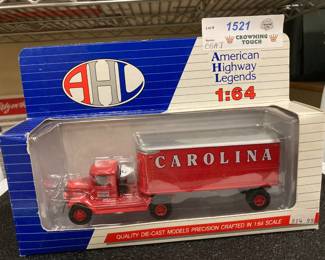 1521
CROWNING
TOUCH
AHL
American
Highway
Legends
1:64
CAROLINA
QUALITY DIE-CAST MODELS PRECISION CRAFTED IN 1:64 SCALE